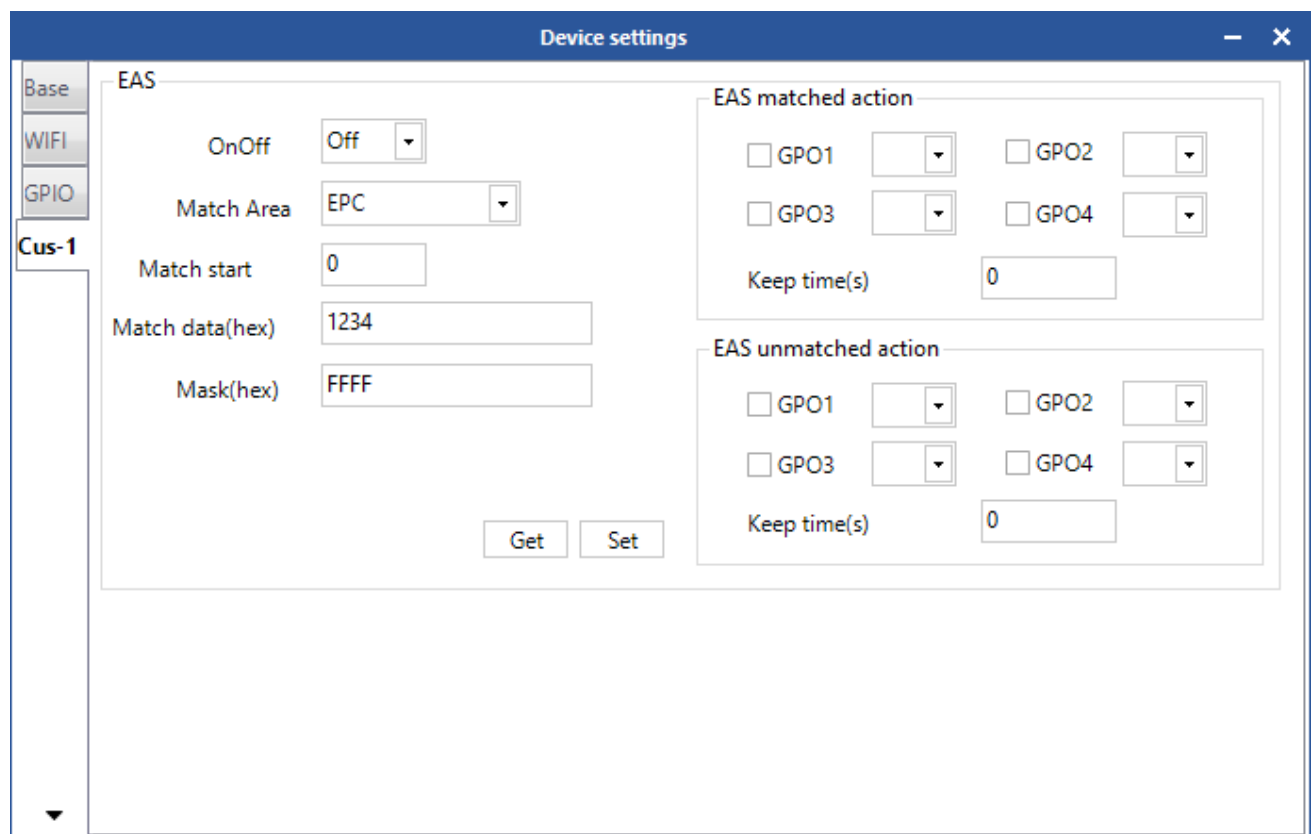 Device settings
Base
WIFI
GPIO
Cus-1
EAS
OnOff Off
Match Area EPC
Match start 0
Match data(hex) 1234
Mask(hex) FFFF
Get Set
EAS matched action
GPO1 GPO2
GPO3 GPO4
Keep time(s) 0
EAS unmatched action
GPO1 GPO2
GPO3 GPO4
Keep time(s) 0